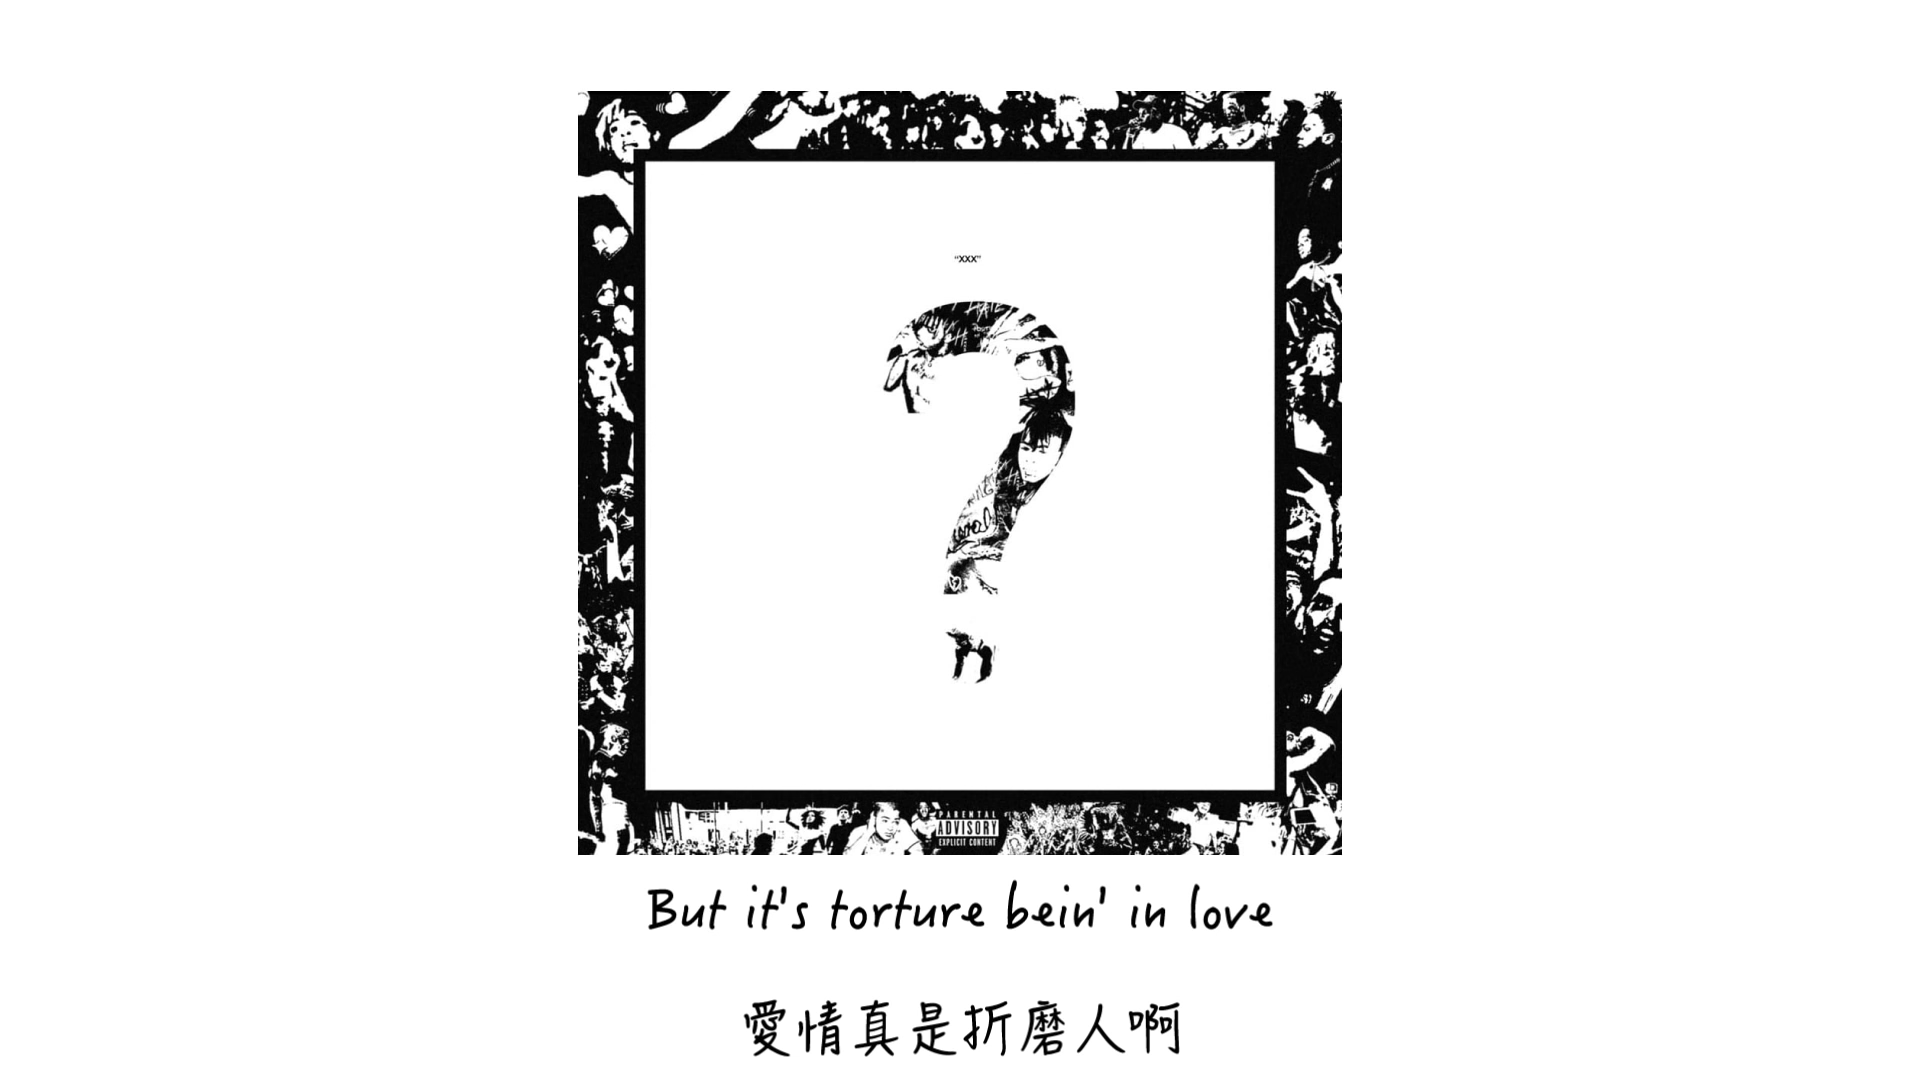 “XXX”
PARENTAL
ADVISORY
EXPLICIT CONTENT
But it's torture bein' in love
愛情真是折磨人啊